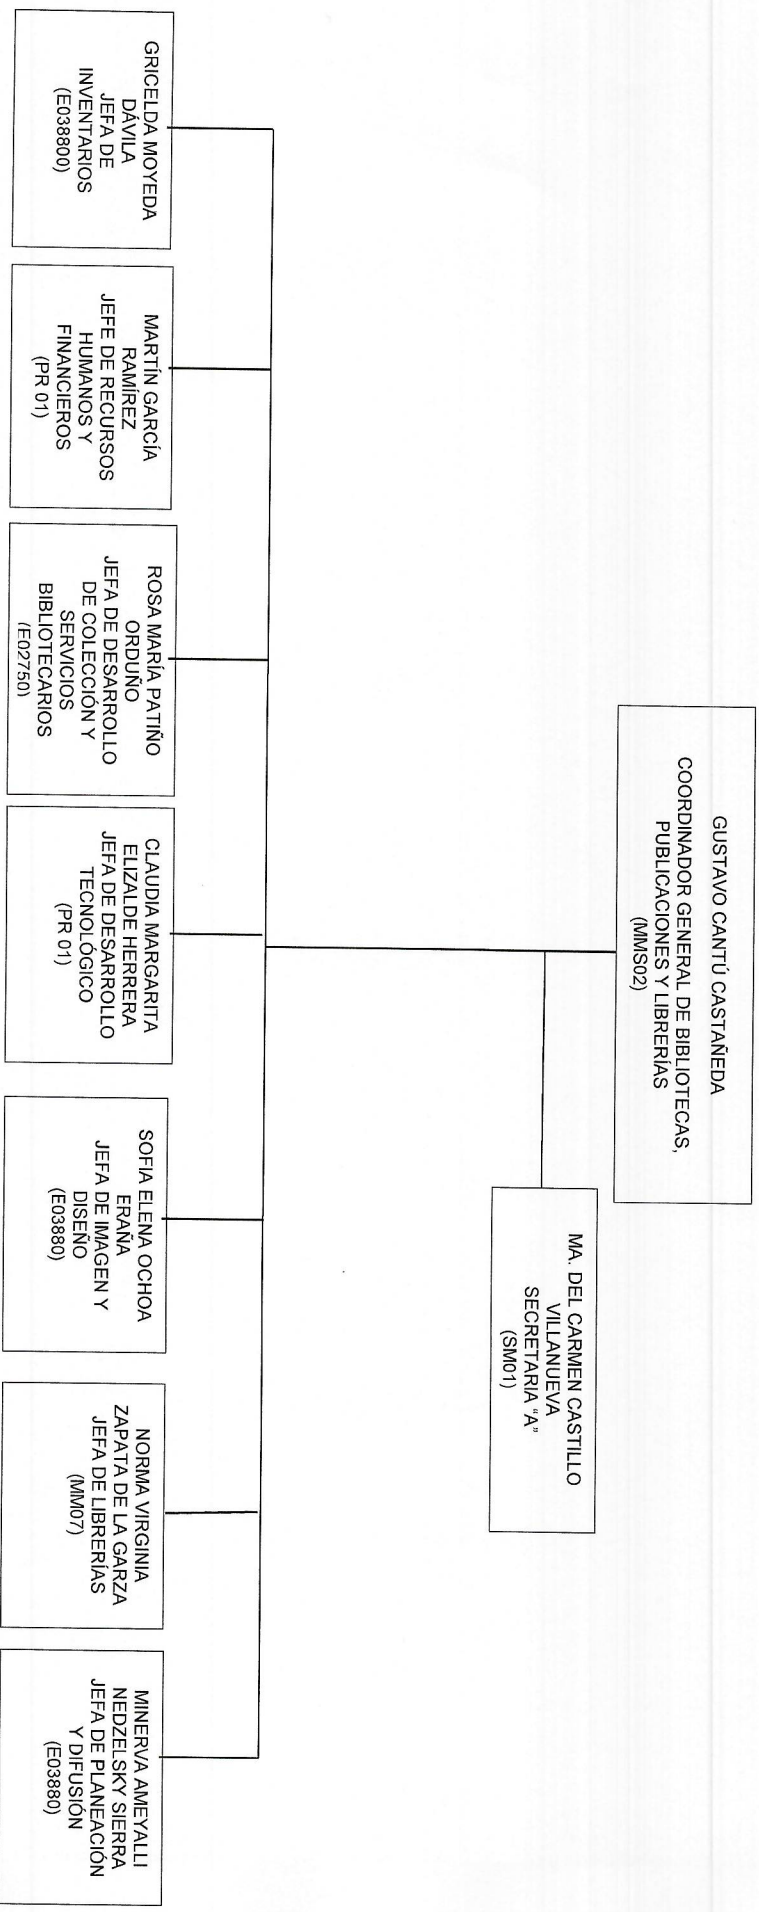 GUSTAVO CANTÚ CASTAÑEDA
COORDINADOR GENERAL DE BIBLIOTECAS,
PUBLICACIONES Y LIBRERÍAS
(MMS02)
MA. DEL CARMEN CASTILLO
VILLANUEVA
SECRETARIA "A"
(SM01)
GRICELDA MOYEDA
DÁVILA
JEFA DE
INVENTARIOS
(E038800)
MARTÍN GARCÍA
RAMÍREZ
JEFE DE RECURSOS
HUMANOS Y
FINANCIEROS
(PR 01)
ROSA MARÍA PATIÑO
ORDUÑO
JEFA DE DESARROLLO
DE COLECCIÓN Y
SERVICIOS
BIBLIOTECARIOS
(E02750)
CLAUDIA MARGARITA
ELIZALDE HERRERA
JEFA DE DESARROLLO
TECNOLÓGICO
(PR 01)
SOFIA ELENA OCHOA
ERAÑA
JEFA DE IMAGEN Y
DISEÑO
(E03880)
NORMA VIRGINIA
ZAPATA DE LA GARZA
JEFA DE LIBRERÍAS
(MM07)
MINERVA AMEYALLI
NEDZELSKY SIERRA
JEFA DE PLANEACIÓN
Y DIFUSIÓN
(E03880)